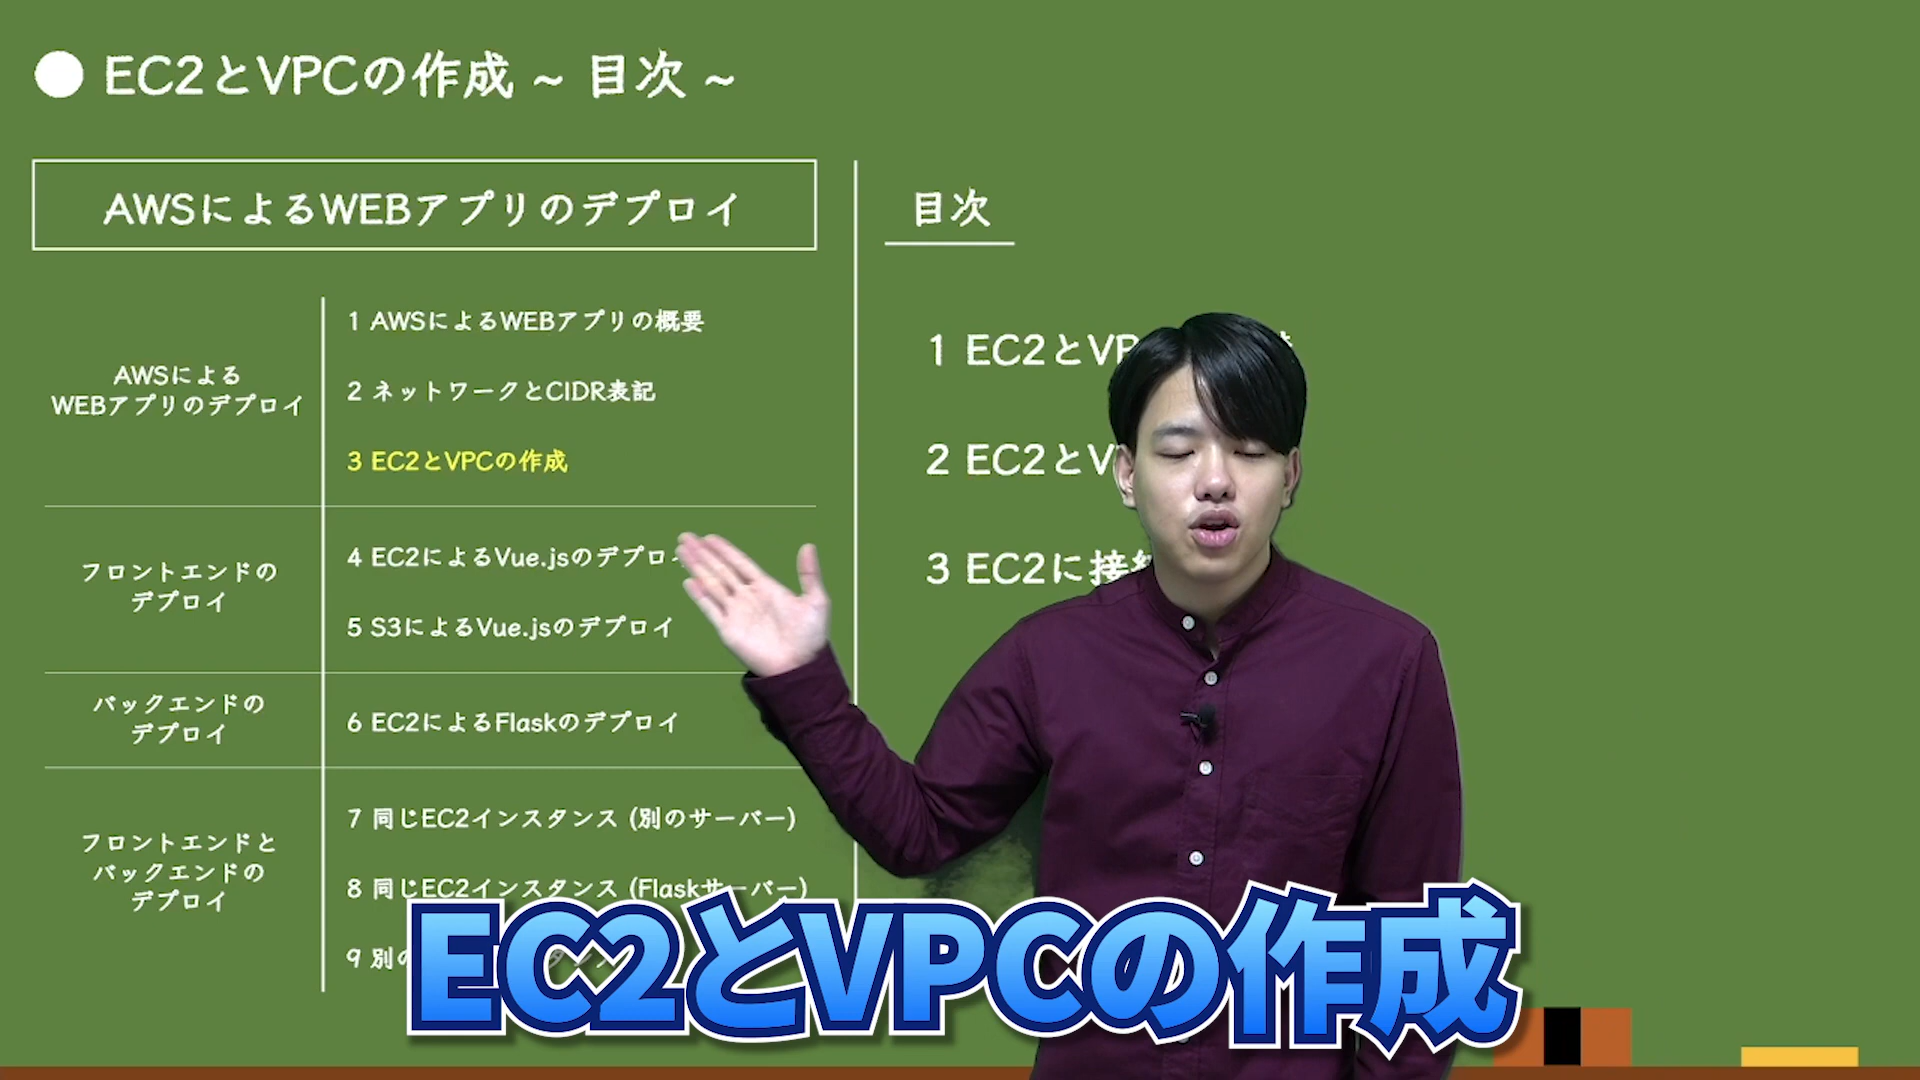 EC2とVPCの作成 ~ 目次 ~
AWSによるWEBアプリのデプロイ
AWSによる
WEBアプリのデプロイ
1 AWSによるWEBアプリの概要
2 ネットワークとCIDR表記
3 EC2とVPCの作成
フロントエンドの
デプロイ
4 EC2によるVue.jsのデプロイ
5 S3によるVue.jsのデプロイ
バックエンドの
デプロイ
6 EC2によるFlaskのデプロイ
フロントエンドと
バックエンドの
デプロイ
7 同じEC2インスタンス (別のサーバー)
8 同じEC2インスタンス (Flaskサーバー)
9 別の
目次
1 EC2とVP
2 EC2とV
3 EC2に接
EC2とVPCの作成